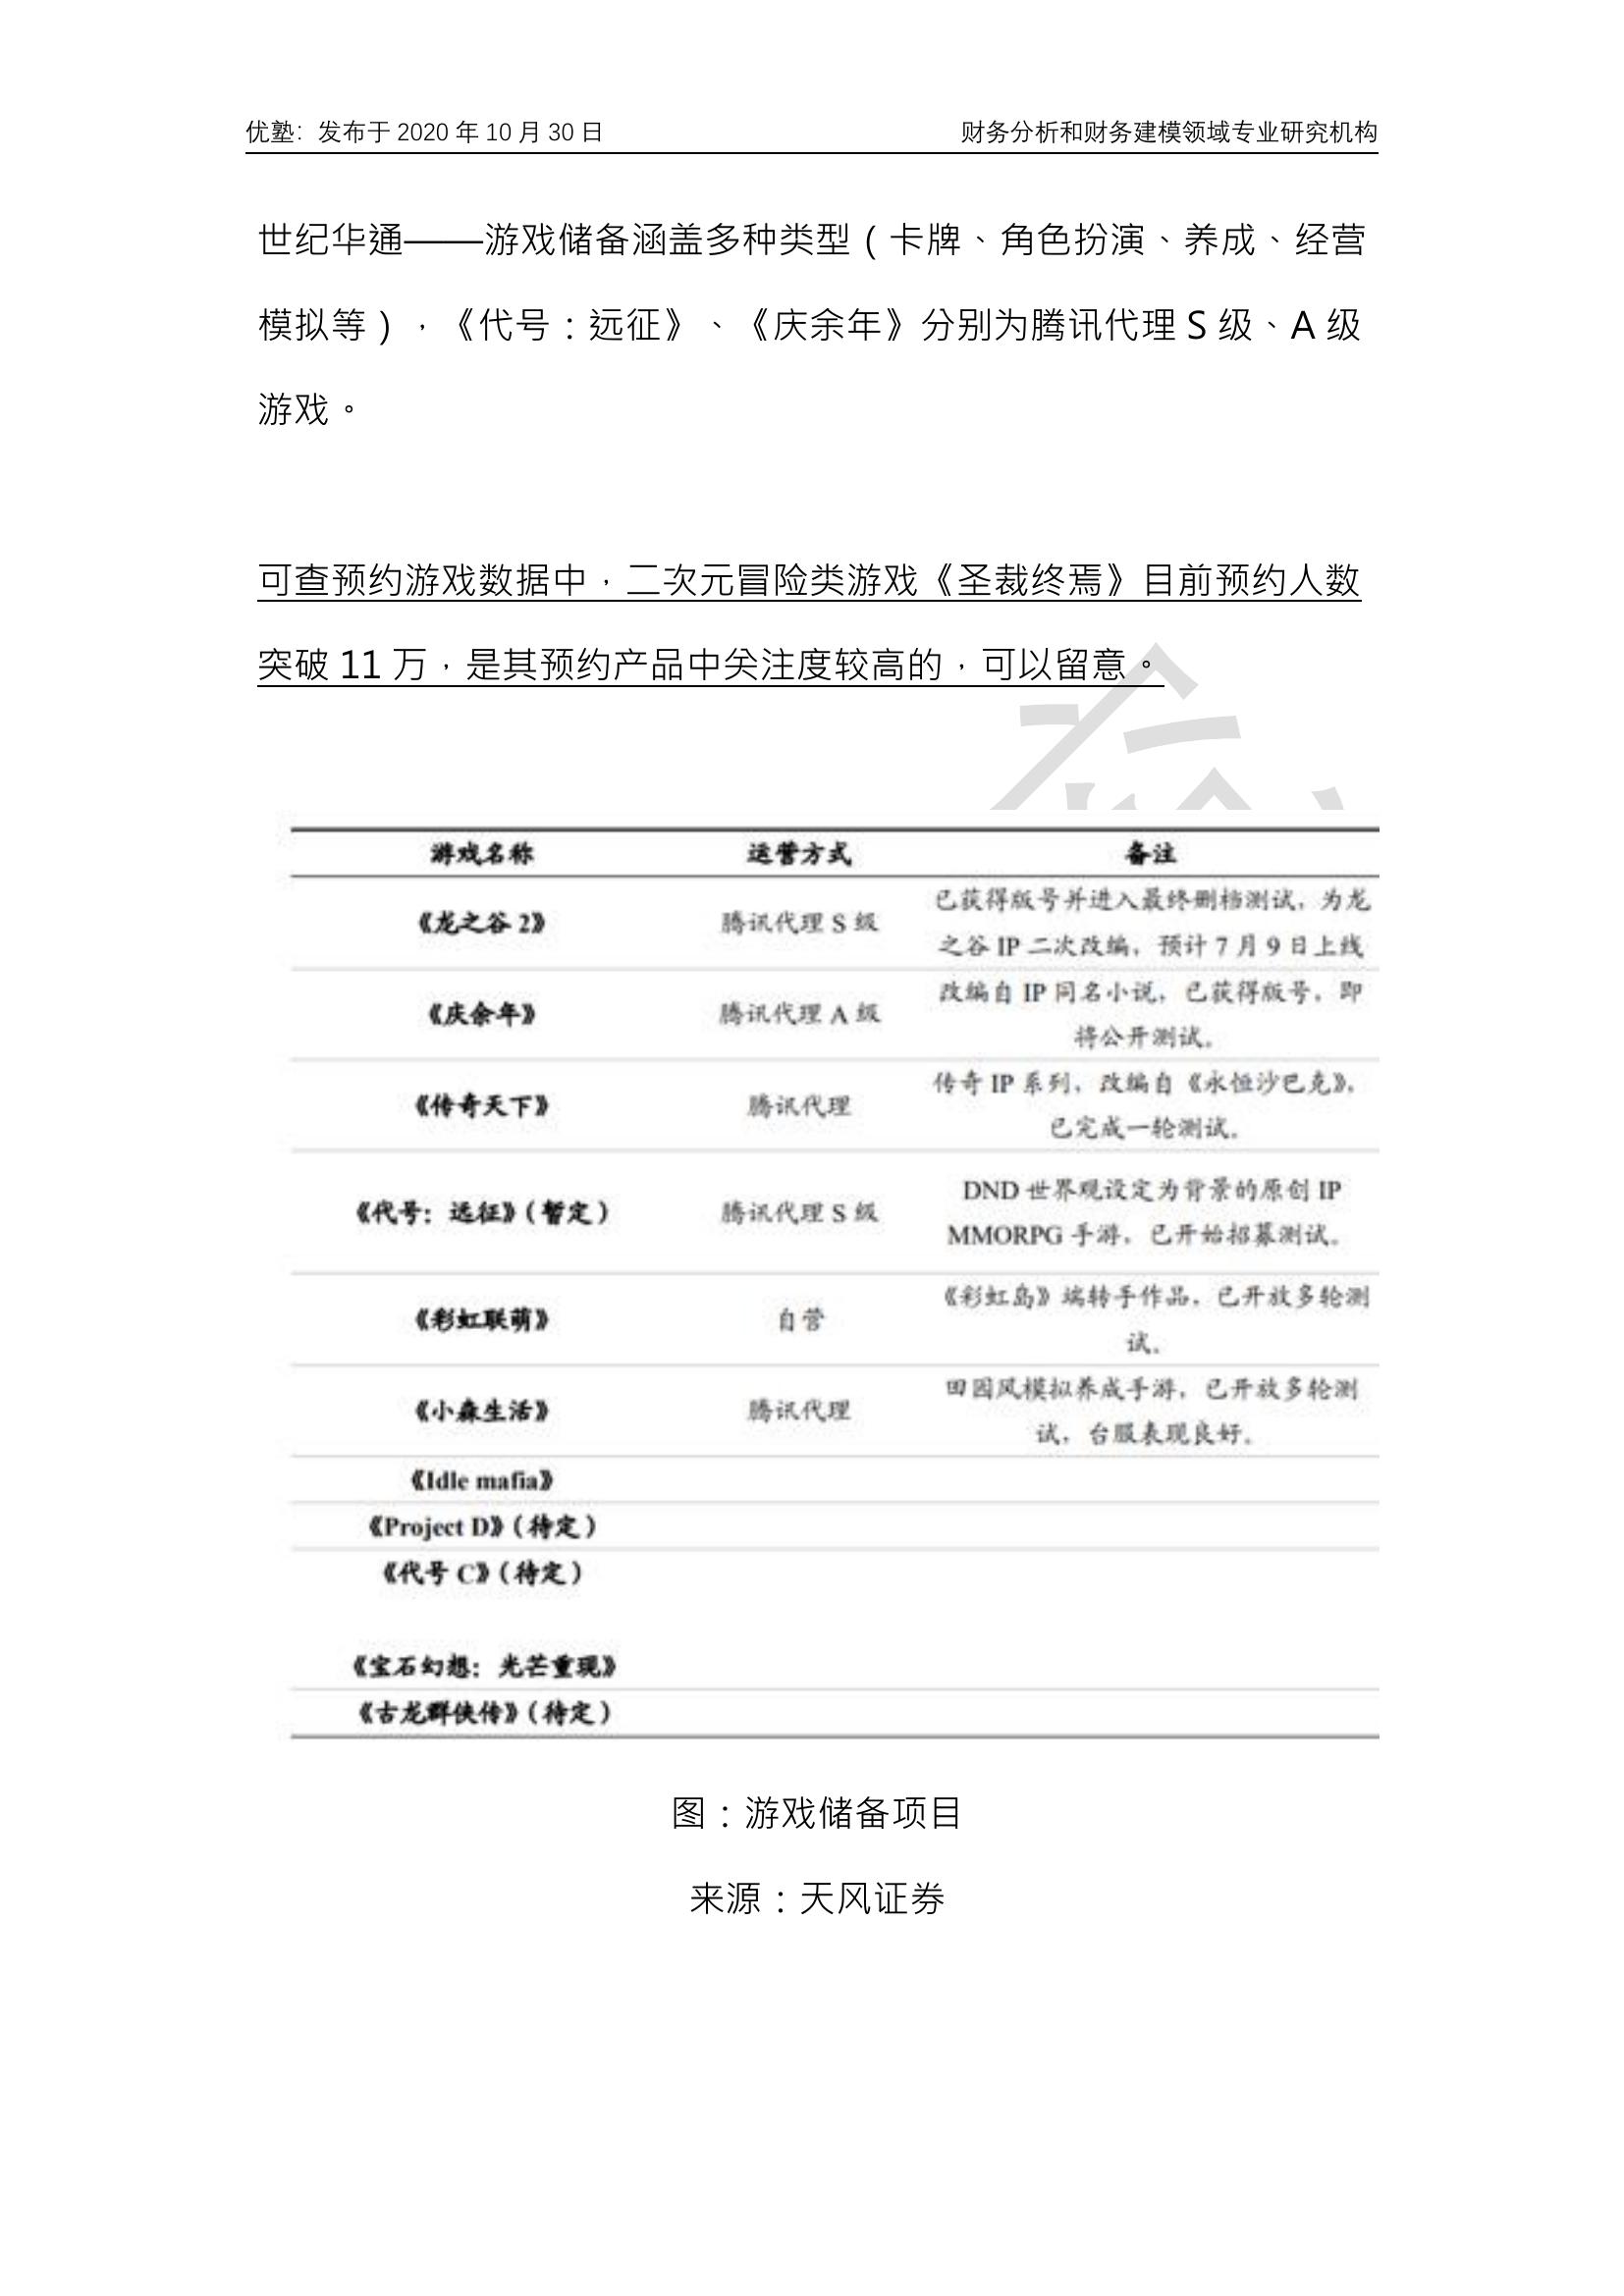 优塾：发布于 2020 年 10 月 30 日 财务分析和财务建模领域专业研究机构
世纪华通——游戏储备涵盖多种类型（卡牌、角色扮演、养成、经营
模拟等），《代号：远征》、《庆余年》分别为腾讯代理 S 级、A 级
游戏。
可查预约游戏数据中，二次元冒险类游戏《圣裁终焉》目前预约人数
突破 11 万，是其预约产品中关注度较高的，可以留意。
游戏名称 运营方式 备注
《龙之谷 2》 腾讯代理 S 级 已获得版号并进入最终删档测试，为龙
之谷 IP 二次改编，预计 7 月 9 日上线
《庆余年》 腾讯代理 A 级 改编自 IP 同名小说，已获得版号，即
将公开测试。
《传奇天下》 腾讯代理 传奇 IP 系列，改编自《永恒沙巴克》，
已完成一轮测试。
《代号：远征》（暂定） 腾讯代理 S 级 DND 世界观设定为背景的原创 IP
MMORPG 手游，已开始招募测试。
《彩虹联萌》 自营 《彩虹岛》端转手作品，已开放多轮测
试。
《小森生活》 腾讯代理 田园风模拟养成手游，已开放多轮测
试，台服表现良好。
《Idle mafia》
《Project D》（待定）
《代号 C》（待定）
《宝石幻想：光芒重现》
《古龙群侠传》（待定）
图：游戏储备项目
来源：天风证券